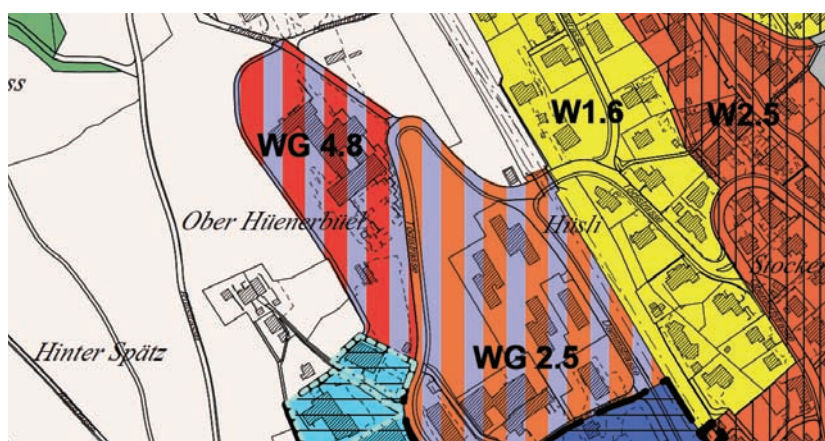 ss
WG 4.8
W1.6
W2.5
Ober Hüenerbüel
Hüsli
Stocker
Hinter Spätz
WG 2.5